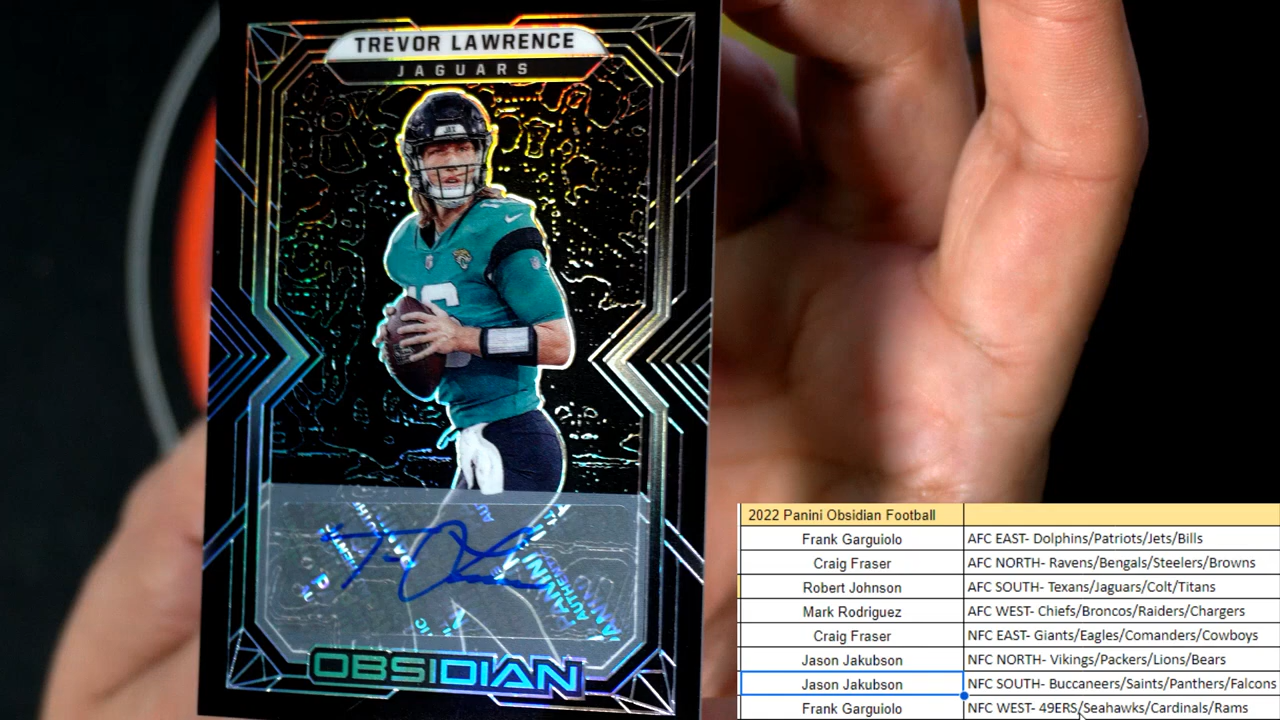 TREVOR LAWRENCE
JAGUARS
16
OBSIDIAN
2022 Panini Obsidian Football
Frank Garguiolo AFC EAST- Dolphins/Patriots/Jets/Bills
Craig Fraser AFC NORTH- Ravens/Bengals/Steelers/Browns
Robert Johnson AFC SOUTH- Texans/Jaguars/Colt/Titans
Mark Rodriguez AFC WEST- Chiefs/Broncos/Raiders/Chargers
Craig Fraser NFC EAST- Giants/Eagles/Comanders/Cowboys
Jason Jakubson NFC NORTH- Vikings/Packers/Lions/Bears
Jason Jakubson NFC SOUTH- Buccaneers/Saints/Panthers/Falcons
Frank Garguiolo NFC WEST- 49ERS/Seahawks/Cardinals/Rams